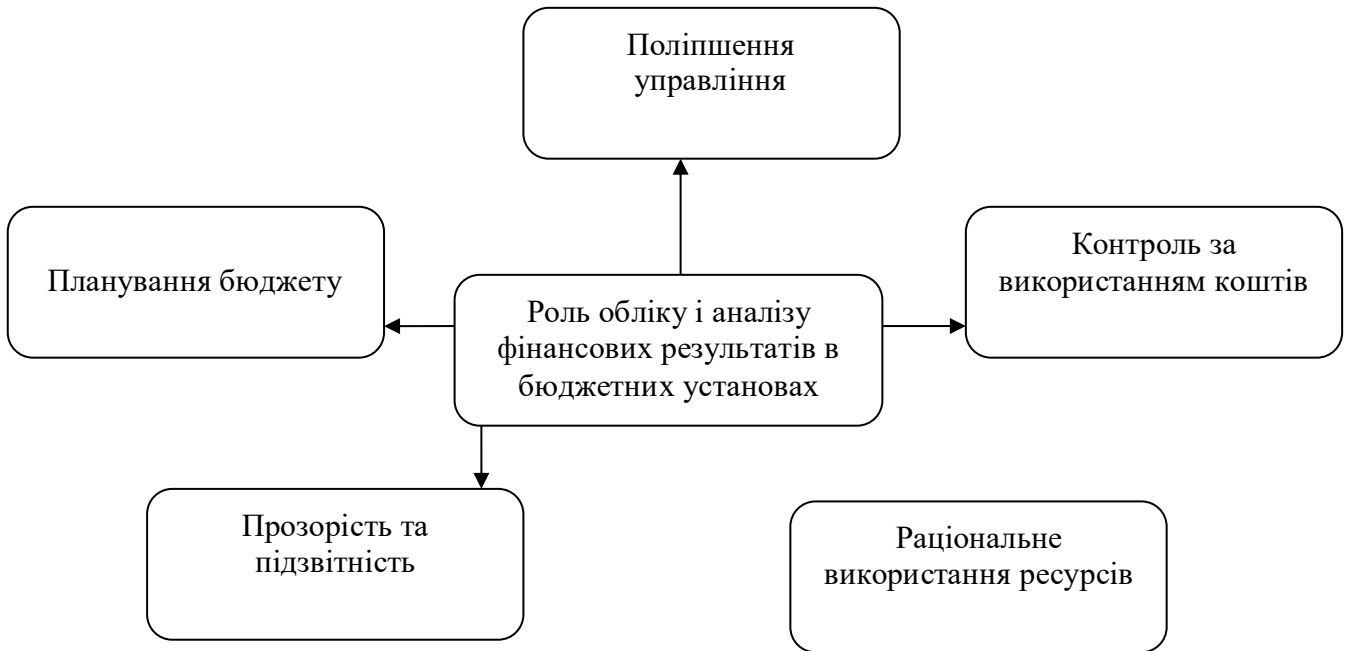 Поліпшення
управління
Планування бюджету
Контроль за
використанням коштів
Роль обліку і аналізу
фінансових результатів в
бюджетних установах
Прозорість та
підзвітність
Раціональне
використання ресурсів